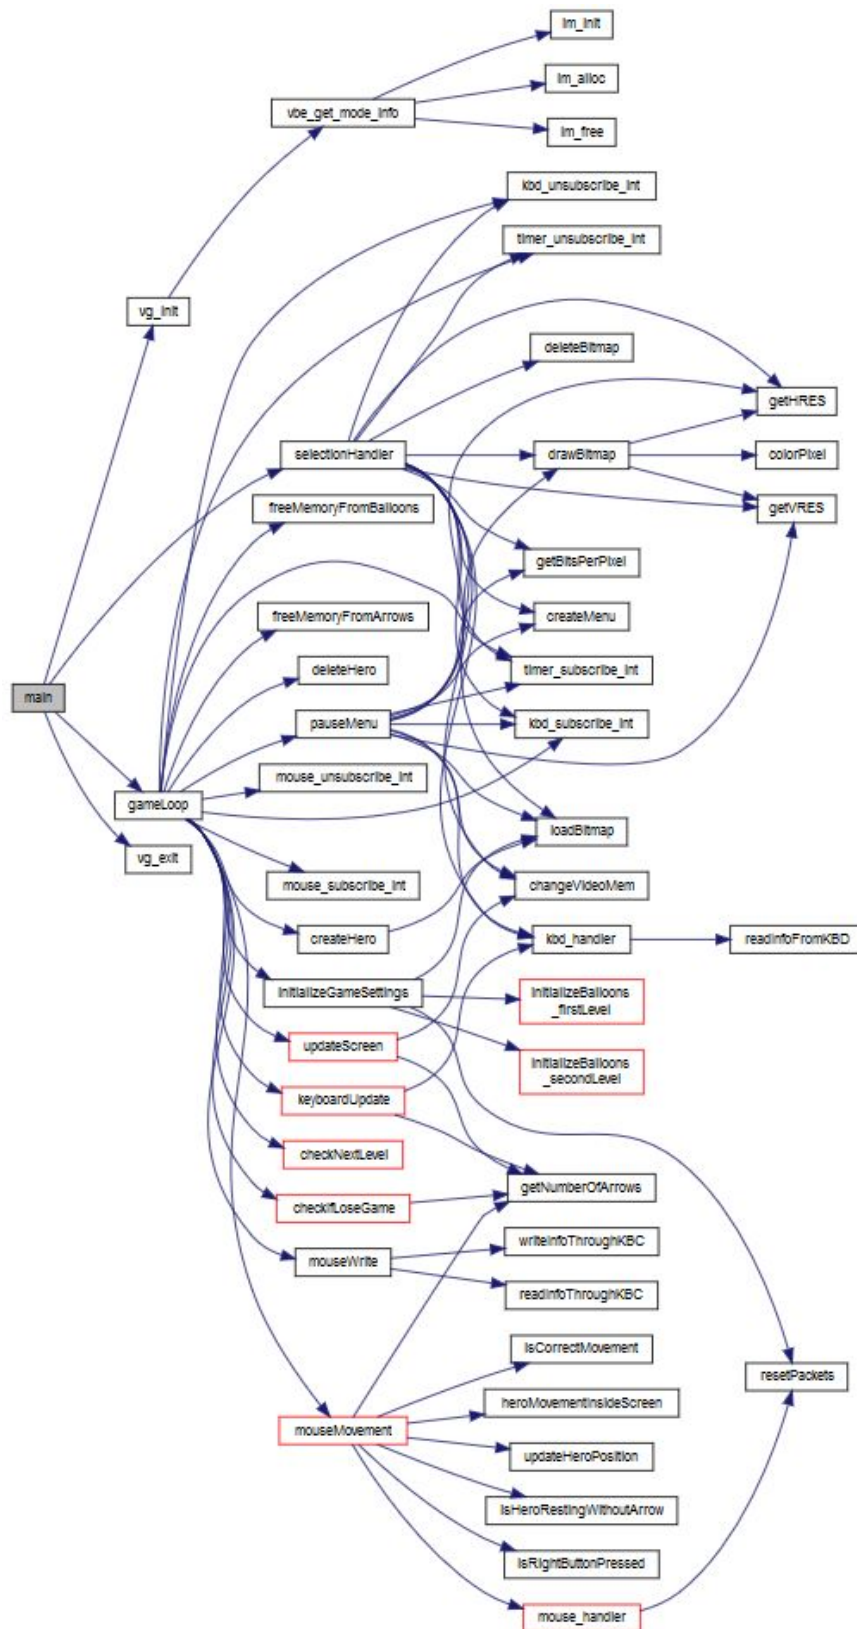 lm_init
lm_alloc
vbe_get_mode_info
lm_free
kbd_unsubscribe_int
timer_unsubscribe_int
vg_init
deleteBitmap
getHRES
selectionHandler
drawBitmap
colorPixel
freeMemoryFromBalloons
getVRES
getBitsPerPixel
freeMemoryFromArrows
createMenu
deleteHero
timer_subscribe_int
main
pauseMenu
kbd_subscribe_int
mouse_unsubscribe_int
gameLoop
loadBitmap
vg_exit
mouse_subscribe_int
changeVideoMem
createHero
kbd_handler
readInfoFromKBD
initializeGameSettings
initializeBalloons
_firstLevel
updateScreen
initializeBalloons
_secondLevel
keyboardUpdate
checkNextLevel
getNumberOfArrows
checkIfLoseGame
writeInfoThroughKBC
mouseWrite
readInfoThroughKBC
isCorrectMovement
resetPackets
heroMovementInsideScreen
mouseMovement
updateHeroPosition
isHeroRestingWithoutArrow
isRightButtonPressed
mouse_handler